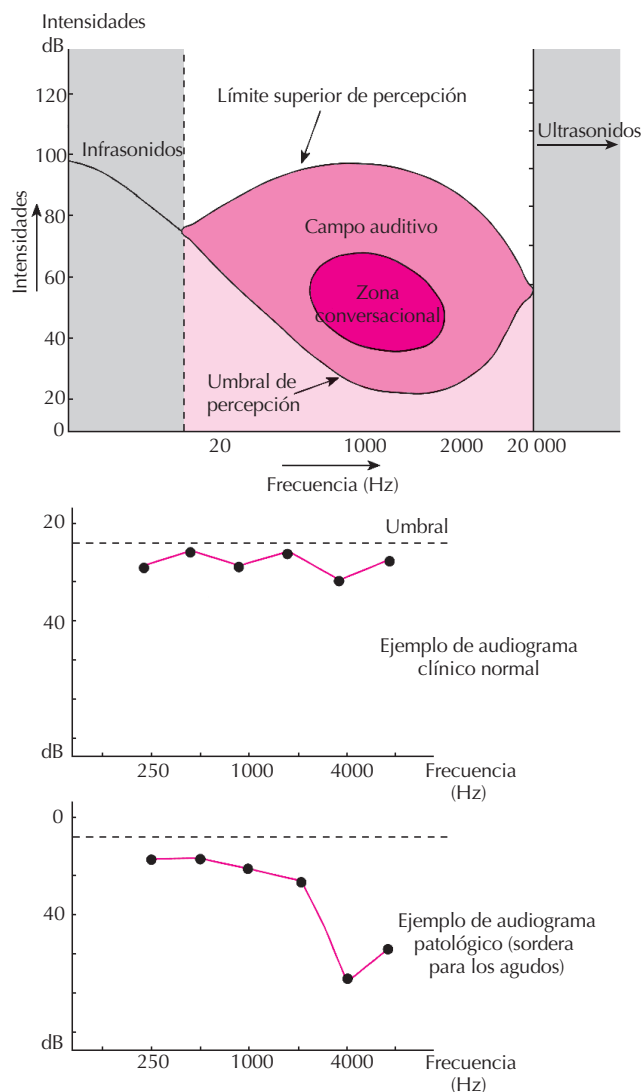 Intensidades
dB
120
100
80
60
40
20
0
Intensidades
Infrasonidos
Límite superior de percepción
Ultrasonidos
Campo auditivo
Zona
conversacional
Umbral de
percepción
20 1000 2000 20 000
Frecuencia (Hz)
20
Umbral
40
Ejemplo de audiograma
clínico normal
dB
250 1000 4000 Frecuencia
(Hz)
0
40
Ejemplo de audiograma
patológico (sordera
para los agudos)
dB
250 1000 4000 Frecuencia
(Hz)